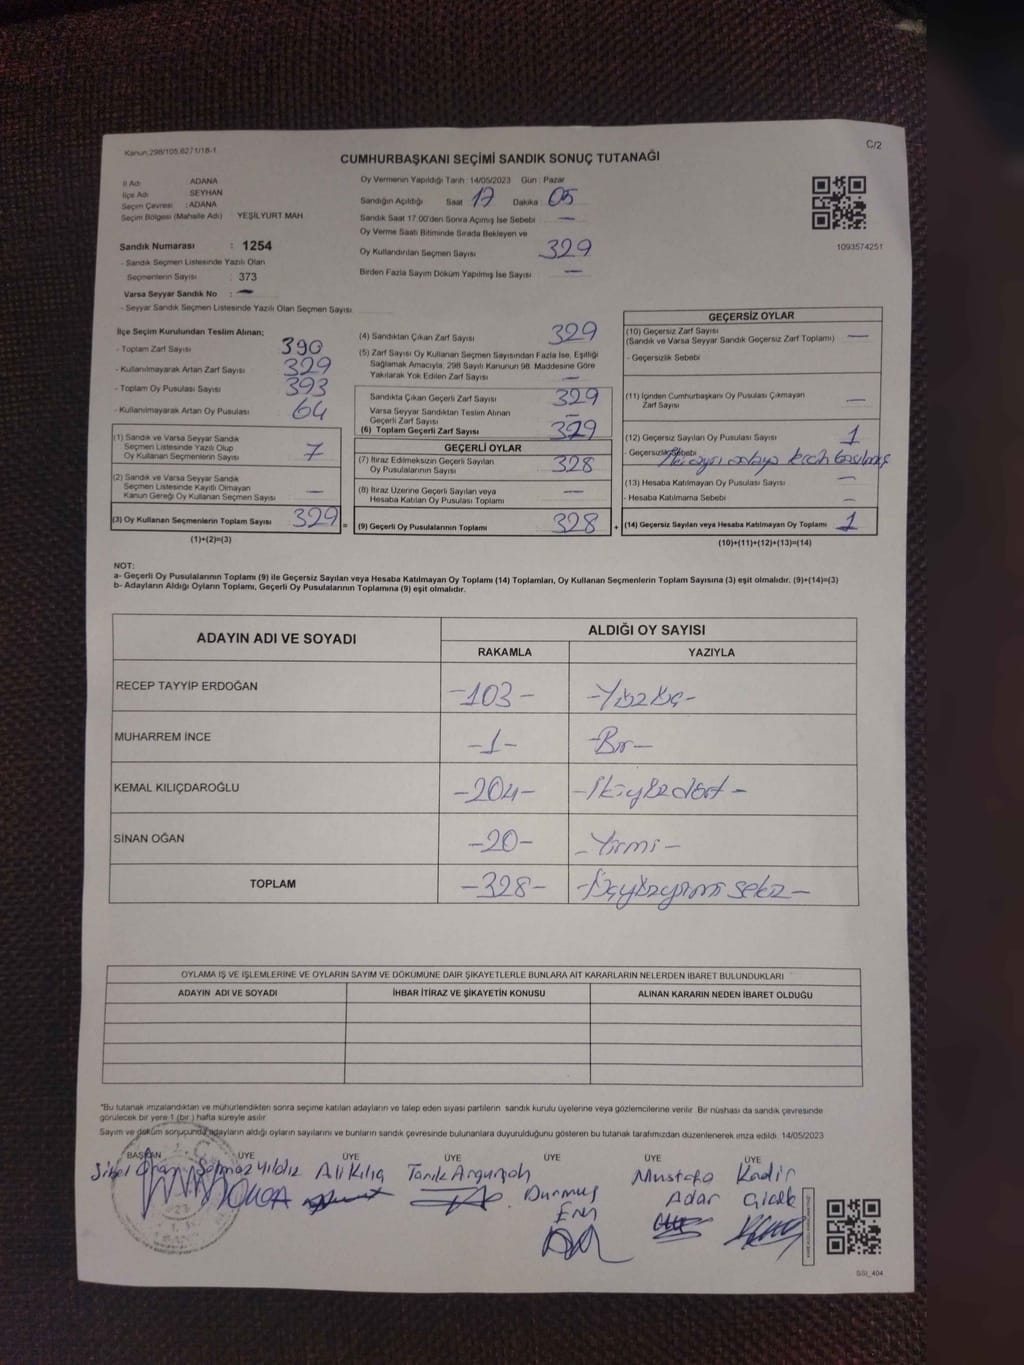 Kanun:298/105.6271/18-1
C/2
CUMHURBAŞKANI SEÇİMİ SANDIK SONUÇ TUTANAĞI
İl Adı ADANA
İlçe Adı SEYHAN
Seçim Çevresi : ADANA
Seçim Bölgesi (Mahalle Adı) YEŞİLYURT MAH.
Sandık Numarası : 1254
- Sandık Seçmen Listesinde Yazılı Olan
Seçmenlerin Sayısı : 373
Varsa Seyyar Sandık No : -
- Seyyar Sandık Seçmen Listesinde Yazılı Olan Seçmen Sayısı
Oy Vermenin Yapıldığı Tarih :14/05/2023 Gün : Pazar
Sandığın Açıldığı Saat 17 Dakika 05
Sandık Saat 17:00'den Sonra Açılmış İse Sebebi -
Oy Verme Saati Bitiminde Sırada Bekleyen ve
Oy Kullandırılan Seçmen Sayısı 329
Birden Fazla Sayım Döküm Yapılmış İse Sayısı -
1093574251
İlçe Seçim Kurulundan Teslim Alınan;
- Toplam Zarf Sayısı 390
- Kullanılmayarak Artan Zarf Sayısı 329
- Toplam Oy Pusulası Sayısı 393
- Kullanılmayarak Artan Oy Pusulası 64
(1) Sandık ve Varsa Seyyar Sandık
Seçmen Listesinde Yazılı Olup
Oy Kullanan Seçmenlerin Sayısı 7
(2) Sandık ve Varsa Seyyar Sandık
Seçmen Listesinde Kayıtlı Olmayan
Kanun Gereği Oy Kullanan Seçmen Sayısı -
(3) Oy Kullanan Seçmenlerin Toplam Sayısı 329 =
(1)+(2)=(3)
(4) Sandıktan Çıkan Zarf Sayısı 329
(5) Zarf Sayısı Oy Kullanan Seçmen Sayısından Fazla İse, Eşitliği
Sağlamak Amacıyla, 298 Sayılı Kanunun 98. Maddesine Göre
Yakılarak Yok Edilen Zarf Sayısı -
Sandıkta Çıkan Geçerli Zarf Sayısı 329
Varsa Seyyar Sandıktan Teslim Alınan
Geçerli Zarf Sayısı -
(6) Toplam Geçerli Zarf Sayısı 329
GEÇERLİ OYLAR
(7) İtiraz Edilmeksizin Geçerli Sayılan
Oy Pusulalarının Sayısı 328
(8) İtiraz Üzerine Geçerli Sayılan veya
Hesaba Katılan Oy Pusulası Toplamı -
(9) Geçerli Oy Pusulalarının Toplamı 328 +
GEÇERSİZ OYLAR
(10) Geçersiz Zarf Sayısı
(Sandık ve Varsa Seyyar Sandık Geçersiz Zarf Toplamı) -
- Geçersizlik Sebebi
(11) İçinden Cumhurbaşkanı Oy Pusulası Çıkmayan
Zarf Sayısı -
(12) Geçersiz Sayılan Oy Pusulası Sayısı 1
- Geçersizlik Sebebi
(13) Hesaba Katılmayan Oy Pusulası Sayısı -
- Hesaba Katılmama Sebebi -
(14) Geçersiz Sayılan veya Hesaba Katılmayan Oy Toplamı 1
(10)+(11)+(12)+(13)=(14)
NOT:
a- Geçerli Oy Pusulalarının Toplamı (9) ile Geçersiz Sayılan veya Hesaba Katılmayan Oy Toplamı (14) Toplamları, Oy Kullanan Seçmenlerin Toplam Sayısına (3) eşit olmalıdır. (9)+(14)=(3)
b- Adayların Aldığı Oyların Toplamı, Geçerli Oy Pusulalarının Toplamına (9) eşit olmalıdır.
ADAYIN ADI VE SOYADI ALDIĞI OY SAYISI
RAKAMLA YAZIYLA
RECEP TAYYİP ERDOĞAN -103- -Yüzüç-
MUHARREM İNCE -1- -Bir-
KEMAL KILIÇDAROĞLU -204- -İkiyüzdört-
SİNAN OĞAN -20- -Yirmi-
TOPLAM -328- -Üçyüzyirmi sekiz-
OYLAMA İŞ VE İŞLEMLERİNE VE OYLARIN SAYIM VE DÖKÜMÜNE DAİR ŞİKAYETLERLE BUNLARA AİT KARARLARIN NELERDEN İBARET BULUNDUKLARI
ADAYIN ADI VE SOYADI İHBAR İTİRAZ VE ŞİKAYETİN KONUSU ALINAN KARARIN NEDEN İBARET OLDUĞU
*Bu tutanak imzalandıktan ve mühürlendikten sonra seçime katılan adayların ve talep eden siyasi partilerin sandık kurulu üyelerine veya gözlemcilerine verilir. Bir nüshası da sandık çevresinde
görülecek bir yere 1 (bir ) hafta süreyle asılır.
Sayım ve döküm sonucunda adayların aldığı oyların sayılarını ve bunların sandık çevresinde bulunanlara duyurulduğunu gösteren bu tutanak tarafımızdan düzenlenerek imza edildi. 14/05/2023
BAŞKAN ÜYE ÜYE ÜYE ÜYE ÜYE ÜYE
Sibel Yıldız Ali Kılıç Tarık Durmuş Mustafa Adar Kadir Çiçek
GSI_404